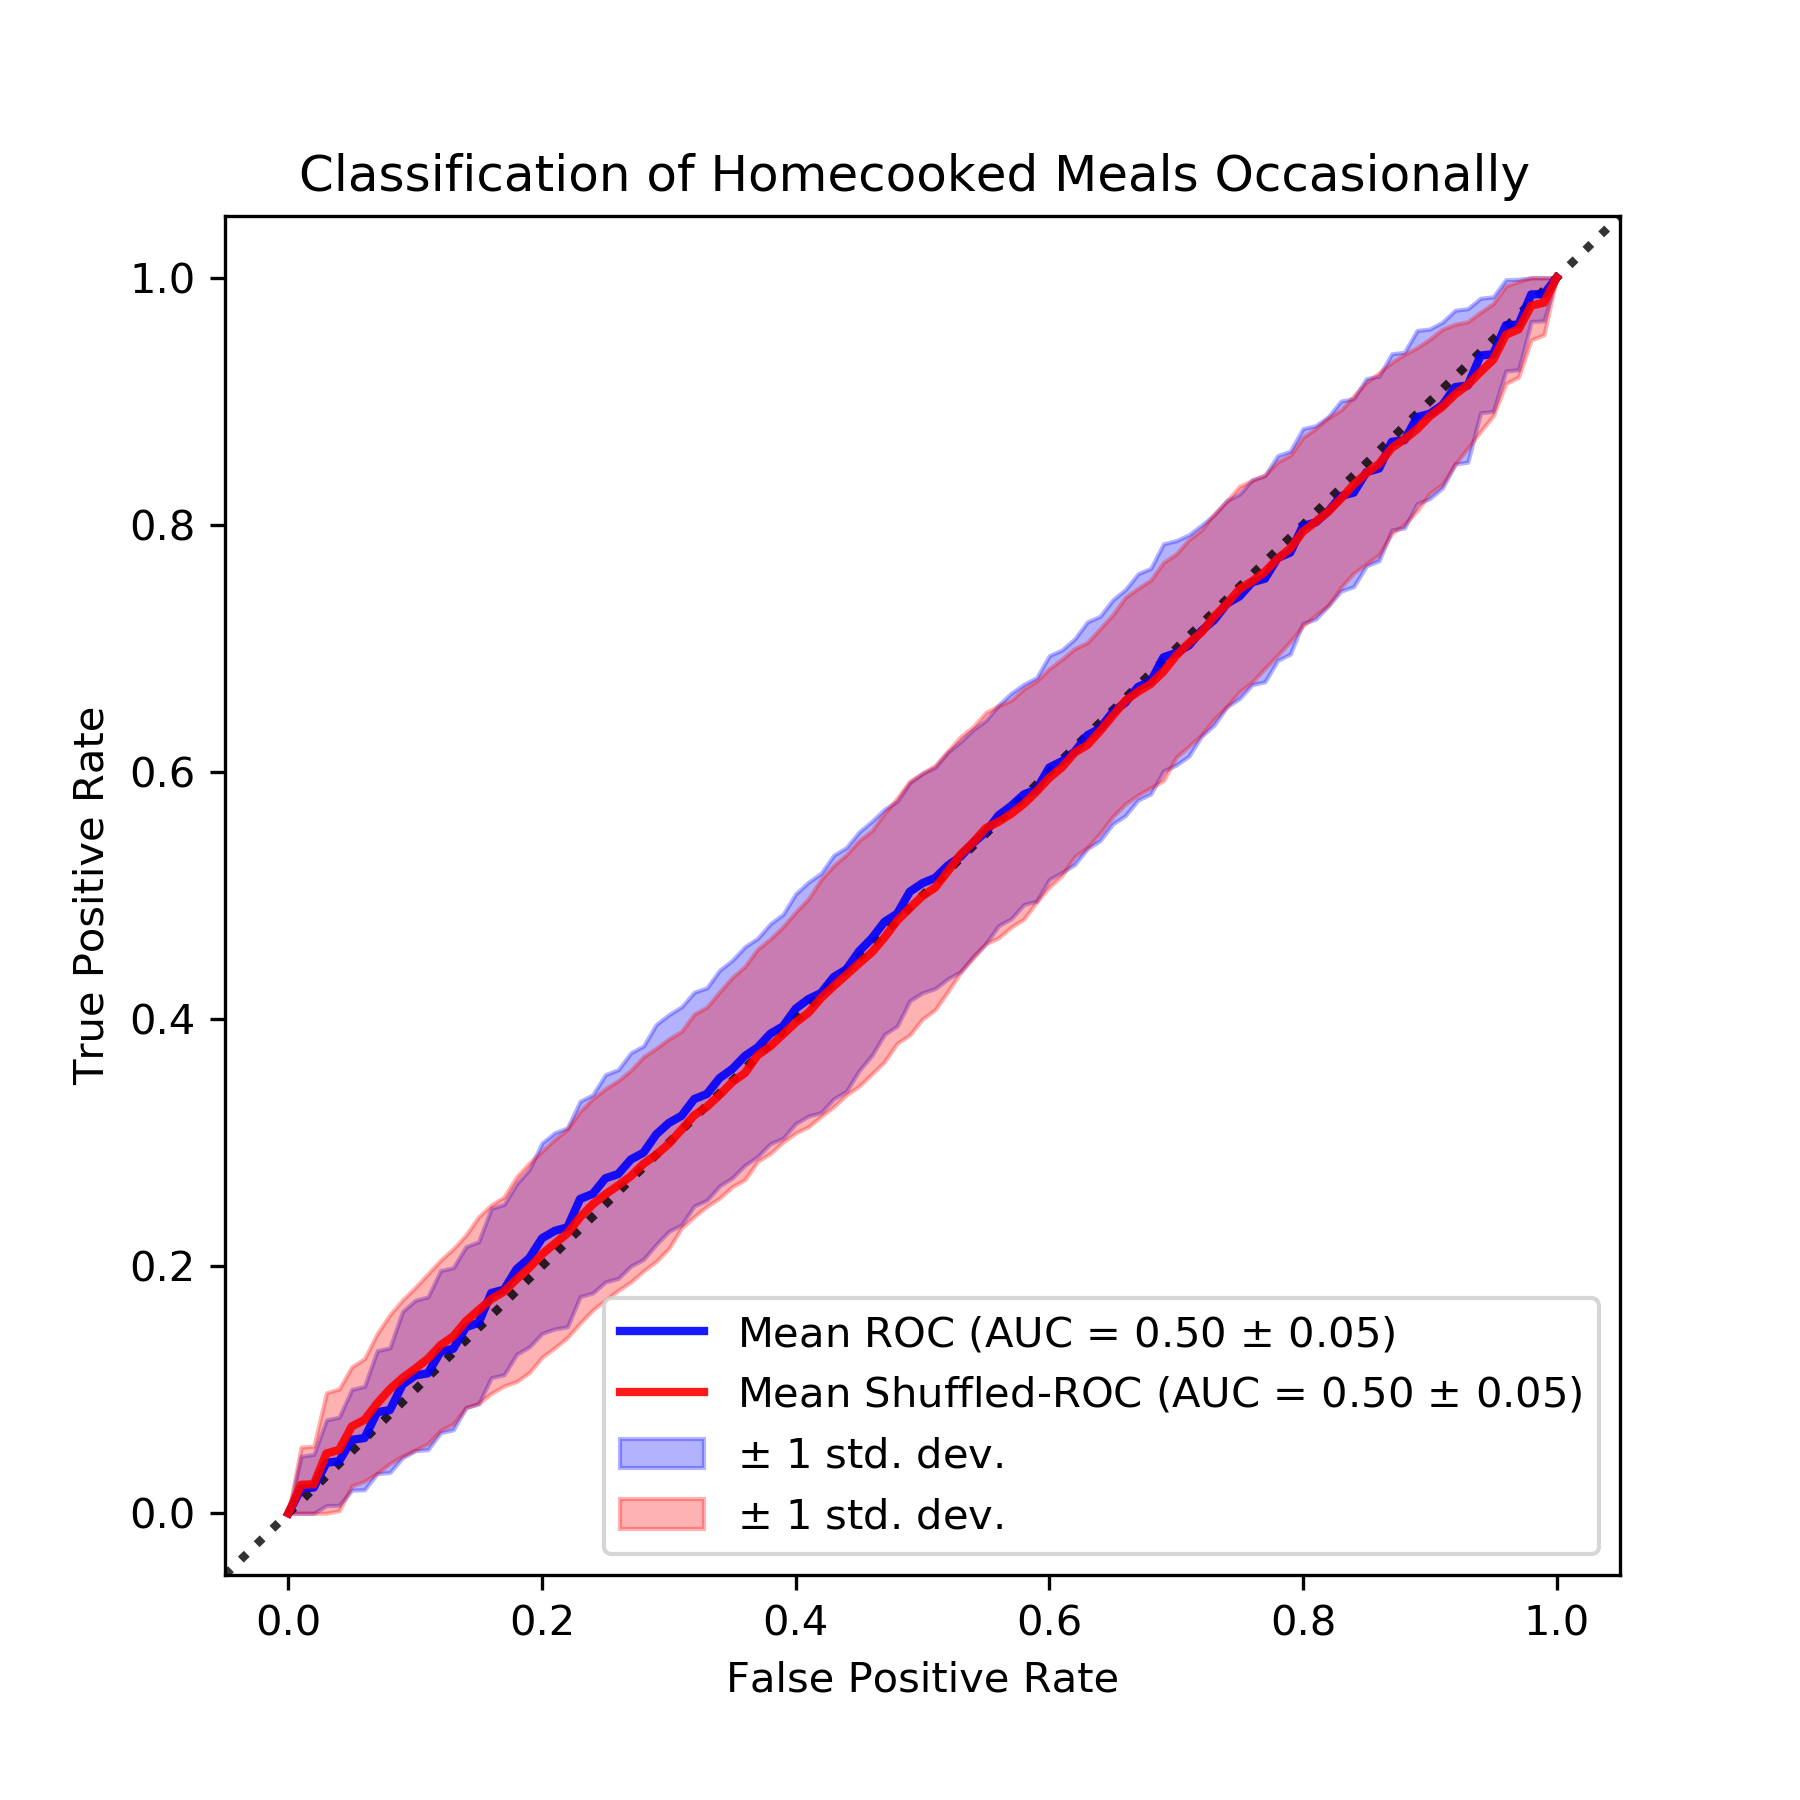 Classification of Homecooked Meals Occasionally
True Positive Rate
1.0
0.8
0.6
0.4
0.2
0.0
Mean ROC (AUC = 0.50 ± 0.05)
Mean Shuffled-ROC (AUC = 0.50 ± 0.05)
± 1 std. dev.
± 1 std. dev.
0.0 0.2 0.4 0.6 0.8 1.0
False Positive Rate